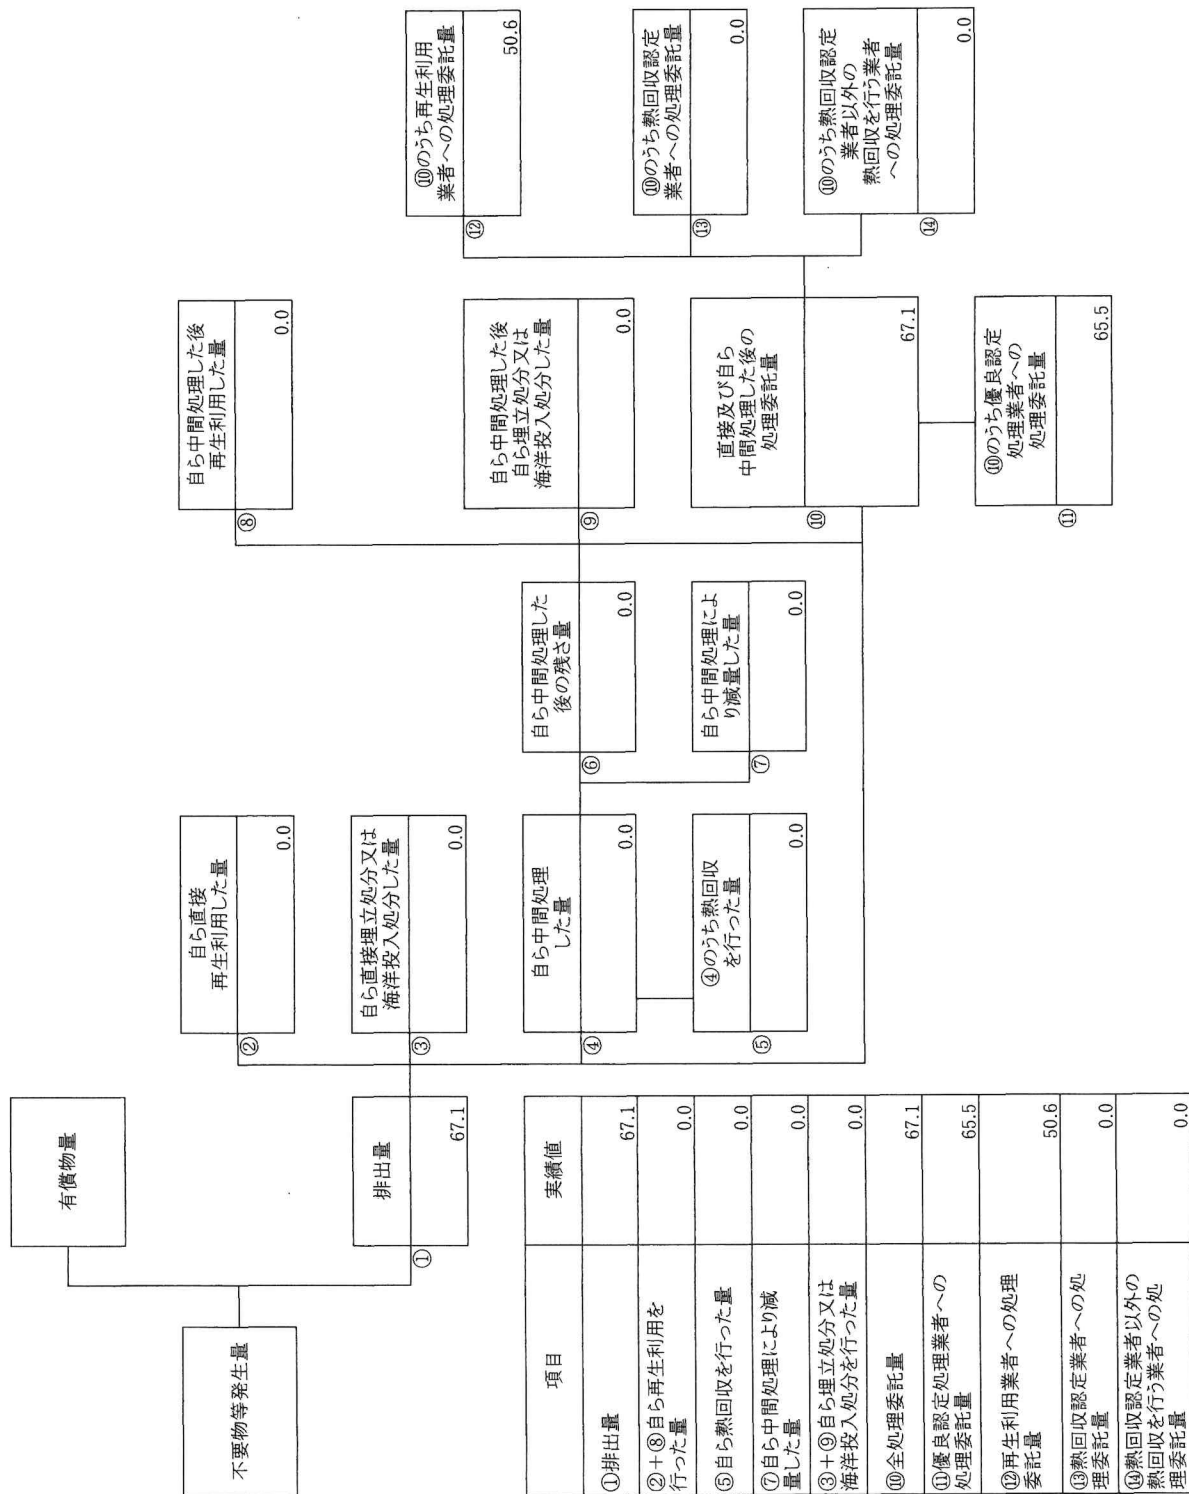 不要物等発生量
有償物量
排出量
①
67.1
自ら直接
再生利用した量
②
0.0
自ら直接埋立処分又は
海洋投入処分した量
③
0.0
自ら中間処理
した量
④
0.0
④のうち熱回収
を行った量
⑤
0.0
自ら中間処理した
後の残さ量
⑥
0.0
自ら中間処理によ
り減量した量
⑦
0.0
自ら中間処理した後
再生利用した量
⑧
0.0
自ら中間処理した後
自ら埋立処分又は
海洋投入処分した量
⑨
0.0
直接及び自ら
中間処理した後の
処理委託量
⑩
67.1
⑩のうち優良認定
処理業者への
処理委託量
⑪
65.5
⑩のうち再生利用
業者への処理委託量
⑫
50.6
⑩のうち熱回収認定
業者への処理委託量
⑬
0.0
⑩のうち熱回収認定
業者以外の
熱回収を行う業者
への処理委託量
⑭
0.0
項目 実績値
①排出量 67.1
②+⑧自ら再生利用を
行った量 0.0
⑤自ら熱回収を行った量 0.0
⑦自ら中間処理により減
量した量 0.0
③+⑨自ら埋立処分又は
海洋投入処分を行った量 0.0
⑩全処理委託量 67.1
⑪優良認定処理業者への
処理委託量 65.5
⑫再生利用業者への処理
委託量 50.6
⑬熱回収認定業者への処
理委託量 0.0
⑭熱回収認定業者以外の
熱回収を行う業者への処
理委託量 0.0